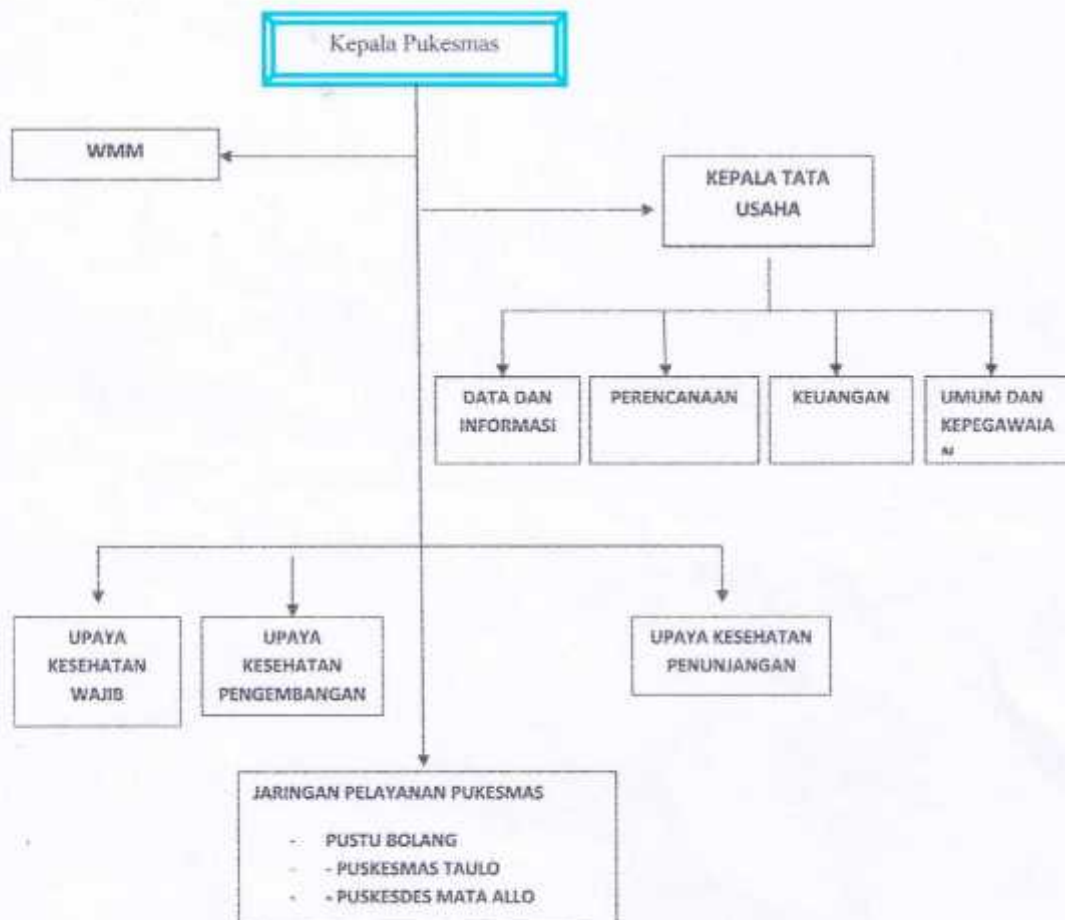 Kepala Pukesmas
WMM
KEPALA TATA
USAHA
DATA DAN
INFORMASI
PERENCANAAN
KEUANGAN
UMUM DAN
KEPEGAWAIA
N
UPAYA
KESEHATAN
WAJIB
UPAYA
KESEHATAN
PENGEMBANGAN
UPAYA KESEHATAN
PENUNJANGAN
JARINGAN PELAYANAN PUKESMAS
- PUSTU BOLANG
- - PUSKESMAS TAULO
- - PUSKESDES MATA ALLO